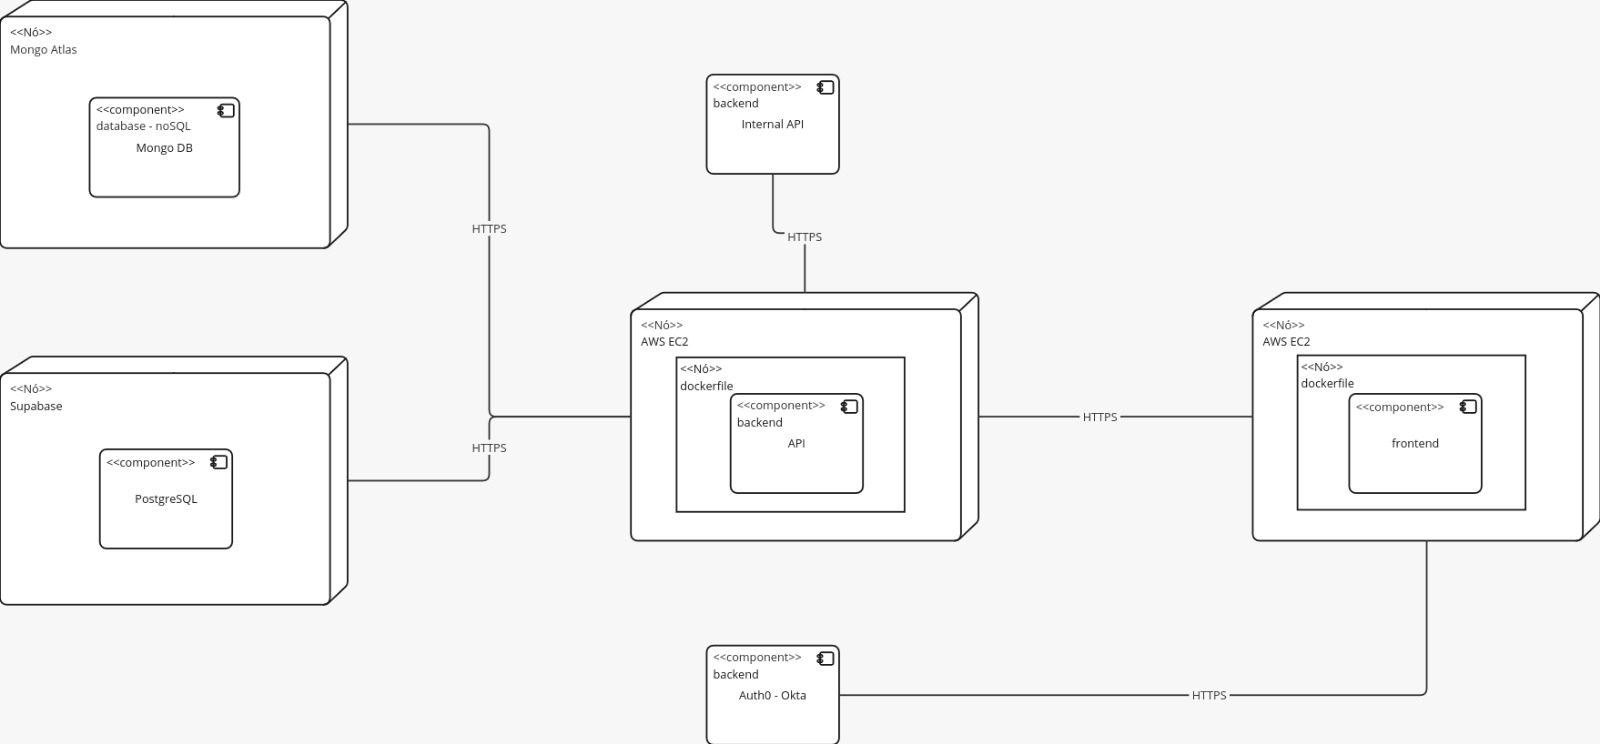 <<Nó>>
Mongo Atlas
<<component>>
database - noSQL
Mongo DB
<<component>>
backend
Internal API
HTTPS
HTTPS
<<Nó>>
Supabase
<<component>>
PostgreSQL
HTTPS
<<Nó>>
AWS EC2
<<Nó>>
dockerfile
<<component>>
backend
API
HTTPS
<<Nó>>
AWS EC2
<<Nó>>
dockerfile
<<component>>
frontend
<<component>>
backend
Auth0 - Okta
HTTPS